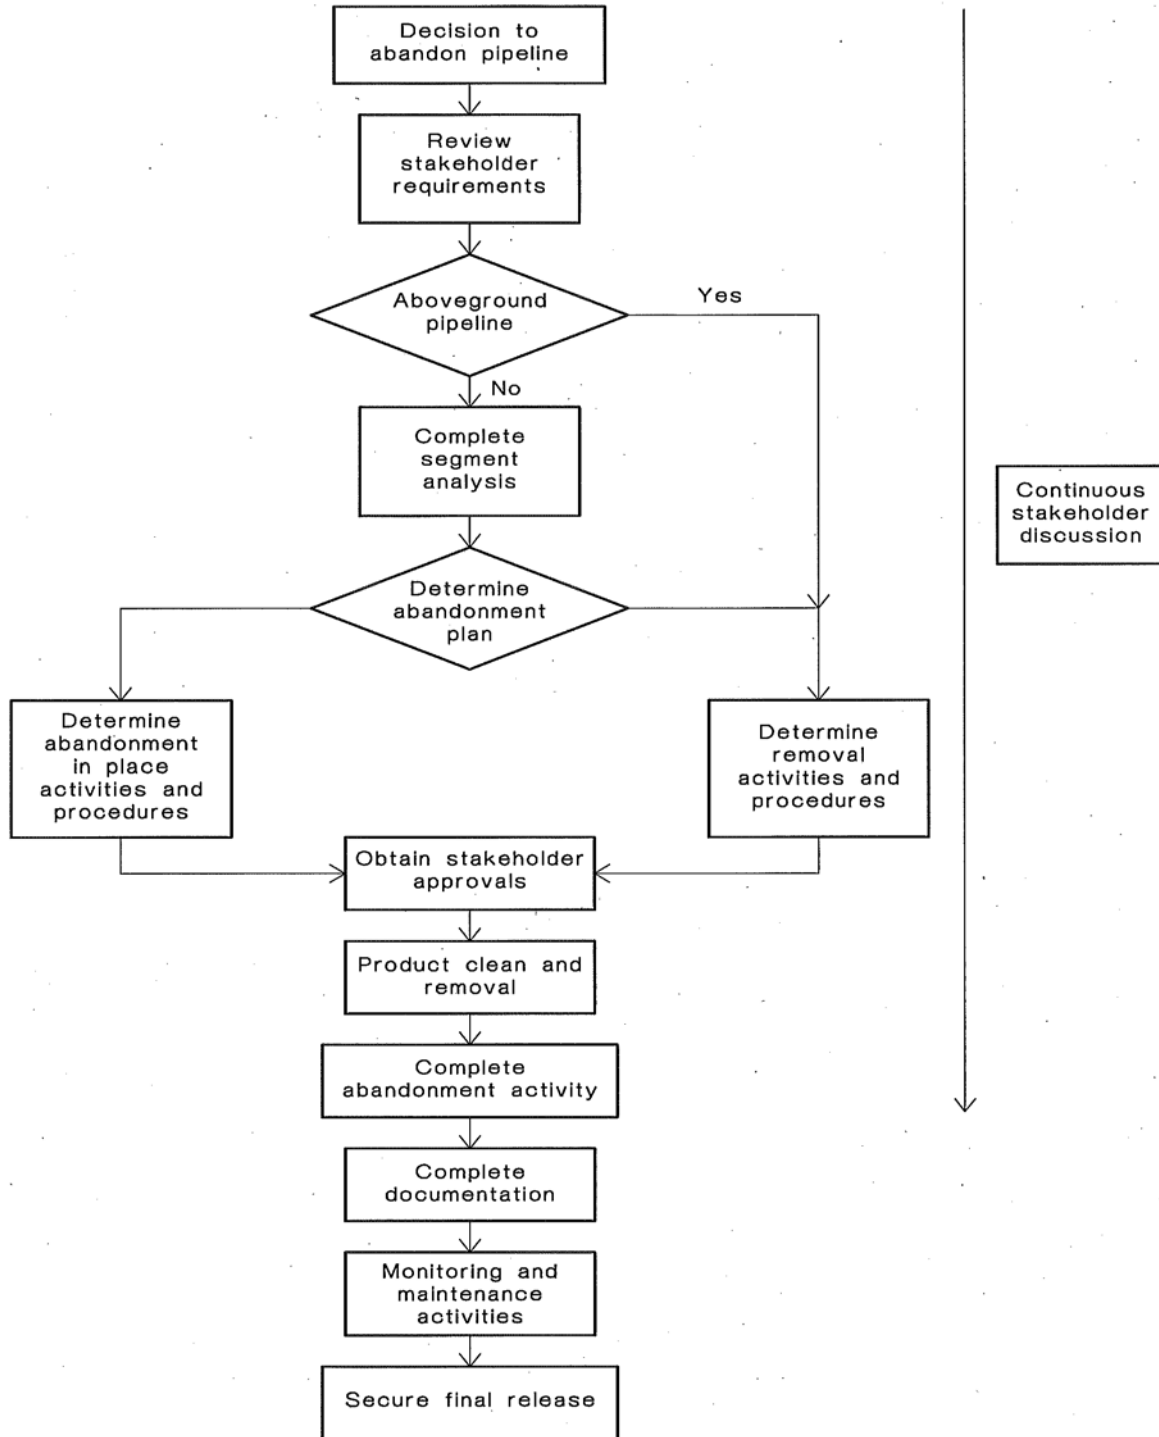 Decision to
abandon pipeline
Review
stakeholder
requirements
Aboveground
pipeline
Yes
No
Complete
segment
analysis
Continuous
stakeholder
discussion
Determine
abandonment
plan
Determine
abandonment
in place
activities and
procedures
Determine
removal
activities and
procedures
Obtain stakeholder
approvals
Product clean and
removal
Complete
abandonment activity
Complete
documentation
Monitoring and
maintenance
activities
Secure final release